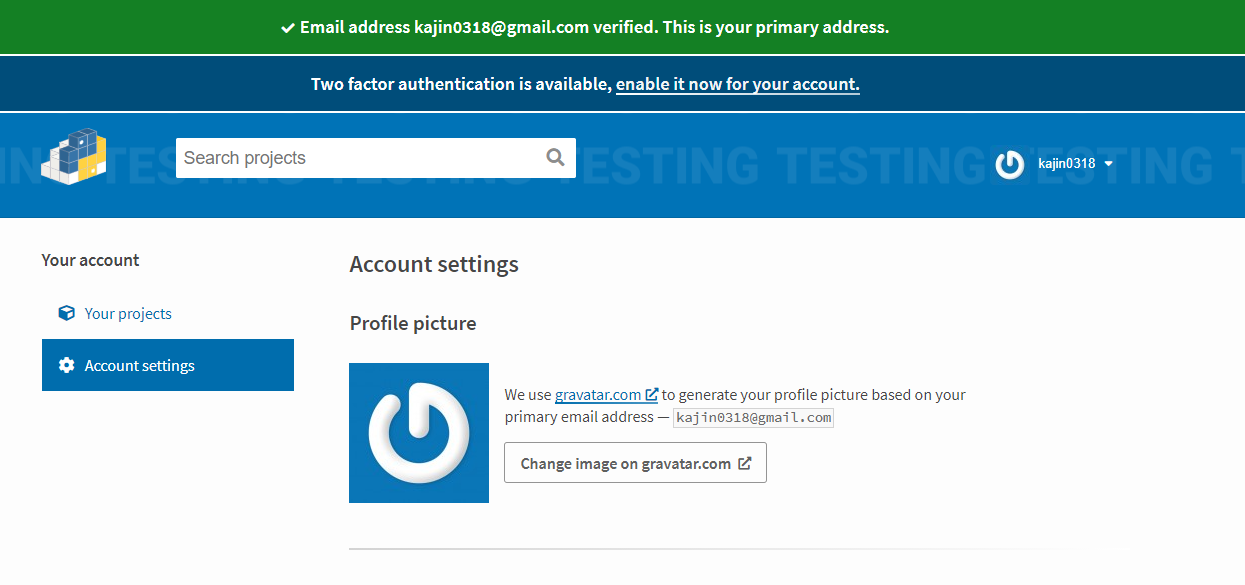 Email address kajin0318@gmail.com verified. This is your primary address.
Two factor authentication is available, enable it now for your account.
TESTING TESTING TESTING TESTING
Search projects
kajin0318
Your account
Your projects
Account settings
Account settings
Profile picture
We use gravatar.com to generate your profile picture based on your
primary email address — kajin0318@gmail.com
Change image on gravatar.com